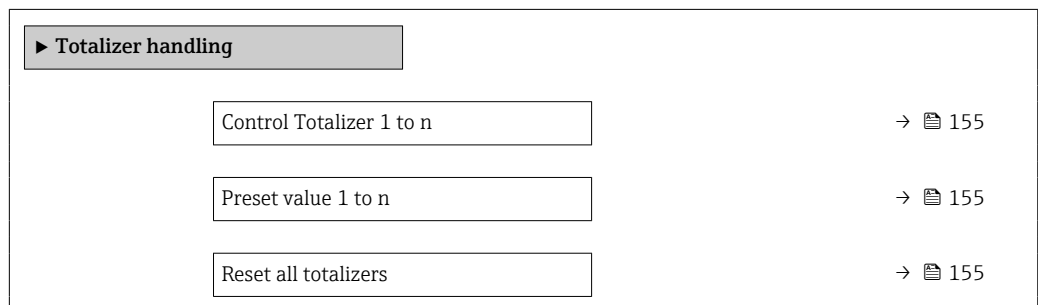 ▶ Totalizer handling
Control Totalizer 1 to n → 155
Preset value 1 to n → 155
Reset all totalizers → 155